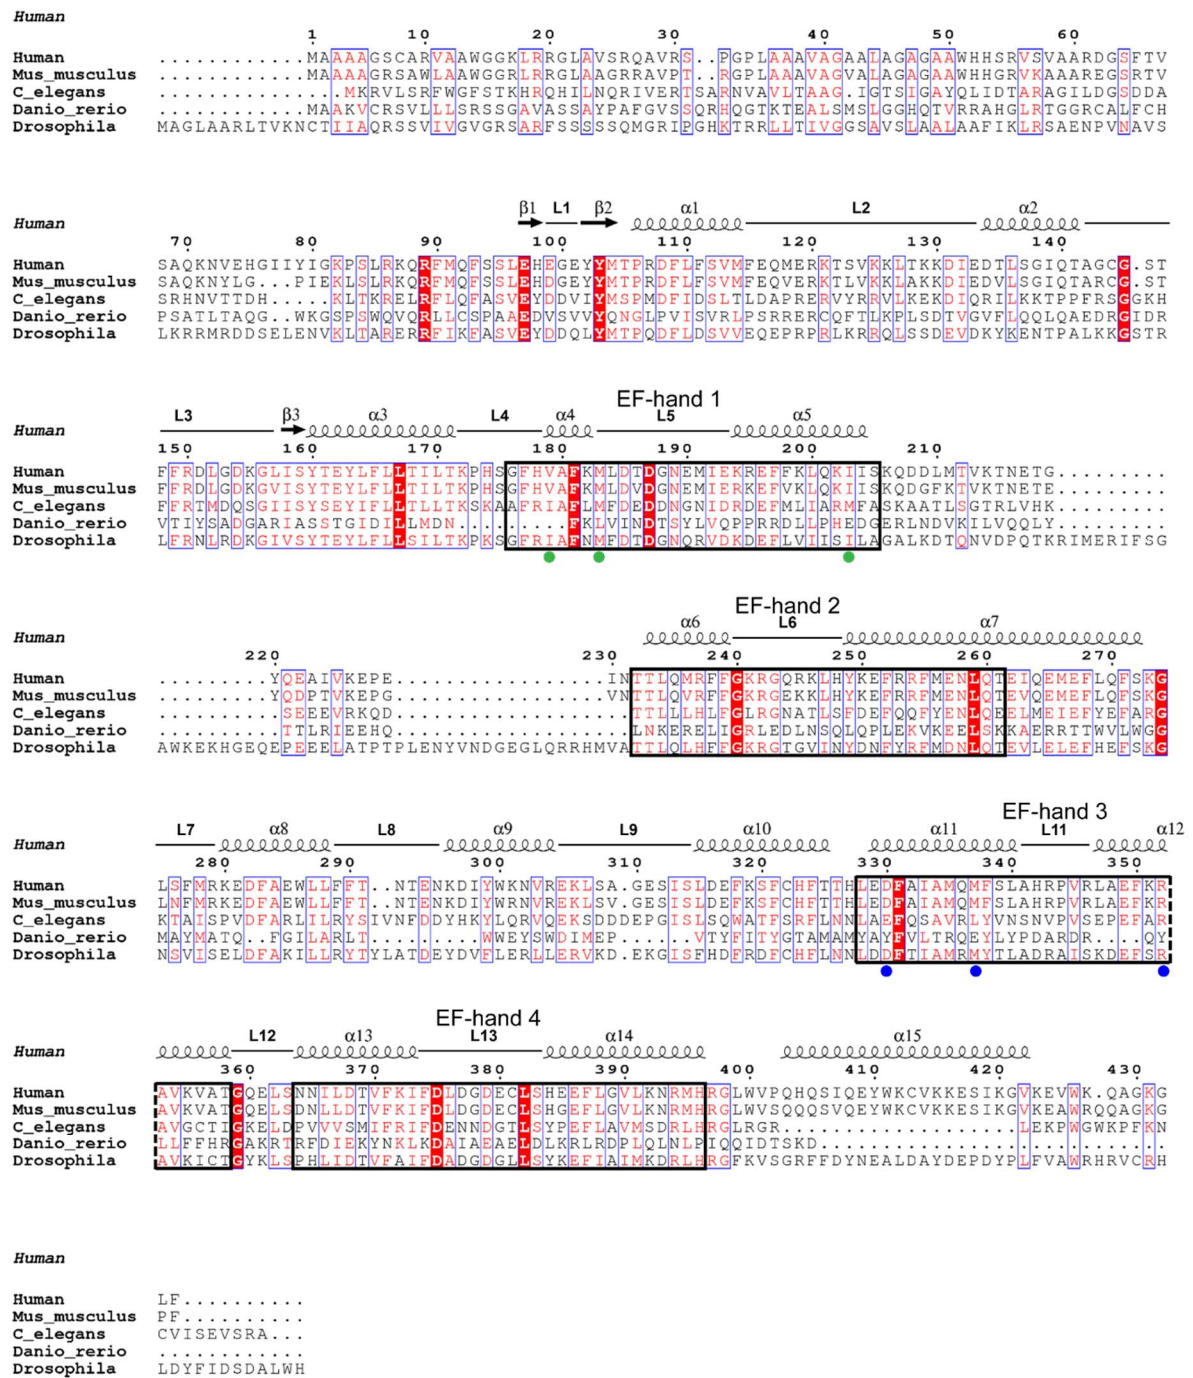 Human
1 10 20 30 40 50 60
Human ............MAAAAGSCARVAAWGGKLRRGLAVSRQAVRS..PGPLAAAVAGAALAGAGAAWHHSRVSVAARDGSFTV
Mus_musculus ............MAAAAGRSAWLAAWGGRLRRGLAAGRRAVPT..RGPLAAAVAGVALAGAGAAWHHGRVKAAAREGSRTV
C_elegans ...............MKRVLSRFWGFSTKHRQHILNQRIVERTSARNVAVLTAAG.IGTSIGAYQLIDTARAGILDGSDDA
Danio_rerio ............MAAKVCRSVLLLSRSSGAVASSAYPAFGVSSQRHQGTKTEALSMSLGGHQTVRRAHGLRTGGRCALFCH
Drosophila MAGLAARLTVKNCTIIAQRSSVIVGVGRSARFSSSSSQMGRIPGHKTRRLLTIVGGSAVSLAALAAFIKLRSAENPVNAVS
β1 L1 β2 α1 L2 α2
Human
70 80 90 100 110 120 130 140
Human SAQKNVEHGIIYIGKPSLRKQRFMQFSSLEHEGEYYMTPRDFLFSVMFEQMERKTSVKKLTKKDIEDTLSGIQTAGCG.ST
Mus_musculus SAQKNYLG..PIEKLSLRKQRFMQFSSLEHDGEYYMTPRDFLFSVMFEQVERKTLVKKLAKKDIEDVLSGIQTARCG.ST
C_elegans SRHNVTTDH.....KLTKRELRFLQFASVEYDDVIYMSPMDFIDSLTLDAPRERVYRRVLKEKDIQRILKKTPPFRSGGKH
Danio_rerio PSATLTAQG..WKGSPSWQVQRLLCSPAAEDVSVVYQNGLPVISVRLPSRRERCQFTLKPLSDTVGVFLQQLQAEDRGIDR
Drosophila LKRRMRDDSELENVKLTARERRFIKFASVEYDDQLYMTPQDFLDSVVEQEPRPRLKRRQLSSDEVDKYKENTPALKKGSTR
EF-hand 1
L3 β3 α3 L4 α4 L5 α5
Human
150 160 170 180 190 200 210
Human FFRDLGDKGLISYTEYLFLLTILTKPHSGFHVAFKMLDTDGNEMIEKREFFKLQKIISKQDDLMTVKTNETG.........
Mus_musculus FFRDLGDKGVISYTEYLFLLTILTKPHSGFHVAFKMLDVDGNEMIERKEFVKLQKIISKQDGFKTVKTNETE.........
C_elegans FFRTMDQSGIISYSEYLFLLTLLTKSKAAFRIAFLMFDEDDNGNIDRDEFMLIARMFASKAATLSGTRLVHK.........
Danio_rerio VTIYSADGARIASSTGIDILLLMDN.........FKLVINDDTSYLVQPPRRDLLPHEDGERLNDVKILVQQLY.......
Drosophila LFRNLRDKGIVSYTEYLFLLSILTKPKSGFRIAFNMFDTDGNQRVDKDEFLVIISILAGALKDTQNVDPQTKRIMERIFSG
EF-hand 2
α6 L6 α7
Human
220 230 240 250 260 270
Human .........YQEAIVKEPE.................INTTLQMRFFGKRGQRKLHYKEFRRFMENLQTEIQEMEFLQFSKG
Mus_musculus .........YQDPTVKEPG.................VNTTLQVRFFGKRGEKKLHYKEFRRFMENLQTEVQEMEFLQFSKG
C_elegans .........SEEEVRKQD...................TTLLLHLFGLRGNATLSFDEFQQFYENLQEELMEIEFYEFARG
Danio_rerio .........TTLRIEEHQ...................LNKERELIGRLEDLNSQLQPLEKVKEELSKKAERRTTWVLWGG
Drosophila AWKEKHGEQEPEEELATPTPLENYVNDGEGLQRRHMVATTLQLHFFGKRGTGVINYDNFYRFMDNLQTEVLELEFHEFSKG
EF-hand 3
L7 α8 L8 α9 L9 α10 α11 L11 α12
Human
280 290 300 310 320 330 340 350
Human LSFMRKEDFAEWLLFFT..NTENKDIYWKNVREKLSA.GESISLDEFKSFCHFTTHLEDFAIAMQMFSLAHRPVRLAEFKR
Mus_musculus LNFMRKEDFAEWLLFFT..NTENKDIYWRNVREKLSV.GESISLDEFKSFCHFTTHLEDFAIAMQMFSLAHRPVRLAEFKR
C_elegans KTAISPVDFARLILRYSIVNFDDYHKYLQRVQEKSDDDEPGISLSQWATFSRFLNNLAEFQSAVRLYVNSNVPVSEPEFAR
Danio_rerio MAYMATQ..FGILARLT.....WWEYSWDIMEP.....VTYFITYGTAMAMYAYFVLTRQEYLYPDARDR....QY
Drosophila NSVISELDFAKILLRYTYLATDEYDVFLERLLERVKD.EKGISFHDFRDFCHFLNNLDDFTIAMRMYTLADRAISKDEFSR
EF-hand 4
L12 α13 L13 α14 α15
Human
360 370 380 390 400 410 420 430
Human AVKVATGQELSNNILDTVFKIFDLDGDECLSHEEFLGVLKNRMHRGLWVPQHQSIQEYWKCVKKESIKGVKEVWK.QAGKG
Mus_musculus AVKVATGQELSDNLLDTVFKIFDLDGDECLSHGEFLGVLKNRMHRGLWVSQQQSVQEYWKCVKKESIKGVKEAWRQQAGKG
C_elegans AVGCTIGKELDPVVVSMIFRIFDENNDGTLSYPEFLAVMSDRLHRGLRGR...............LEKPWGWKPFKN
Danio_rerio LLFFHRGAKRTRFDIEKYNKLKDAIAEAELDLKRLRDPLQLNLPIQQIDTSKD............................
Drosophila AVKICTGYKLSPHLIDTVFAIFDADGDGLLSYKEFIAIMKDRLHRGFKVSGRFFDYNEALDAYDEPDYPLFVAWRHRVCRH
Human
Human LF..........
Mus_musculus PF..........
C_elegans CVISEVSRA...
Danio_rerio ............
Drosophila LDYFIDSDALWH